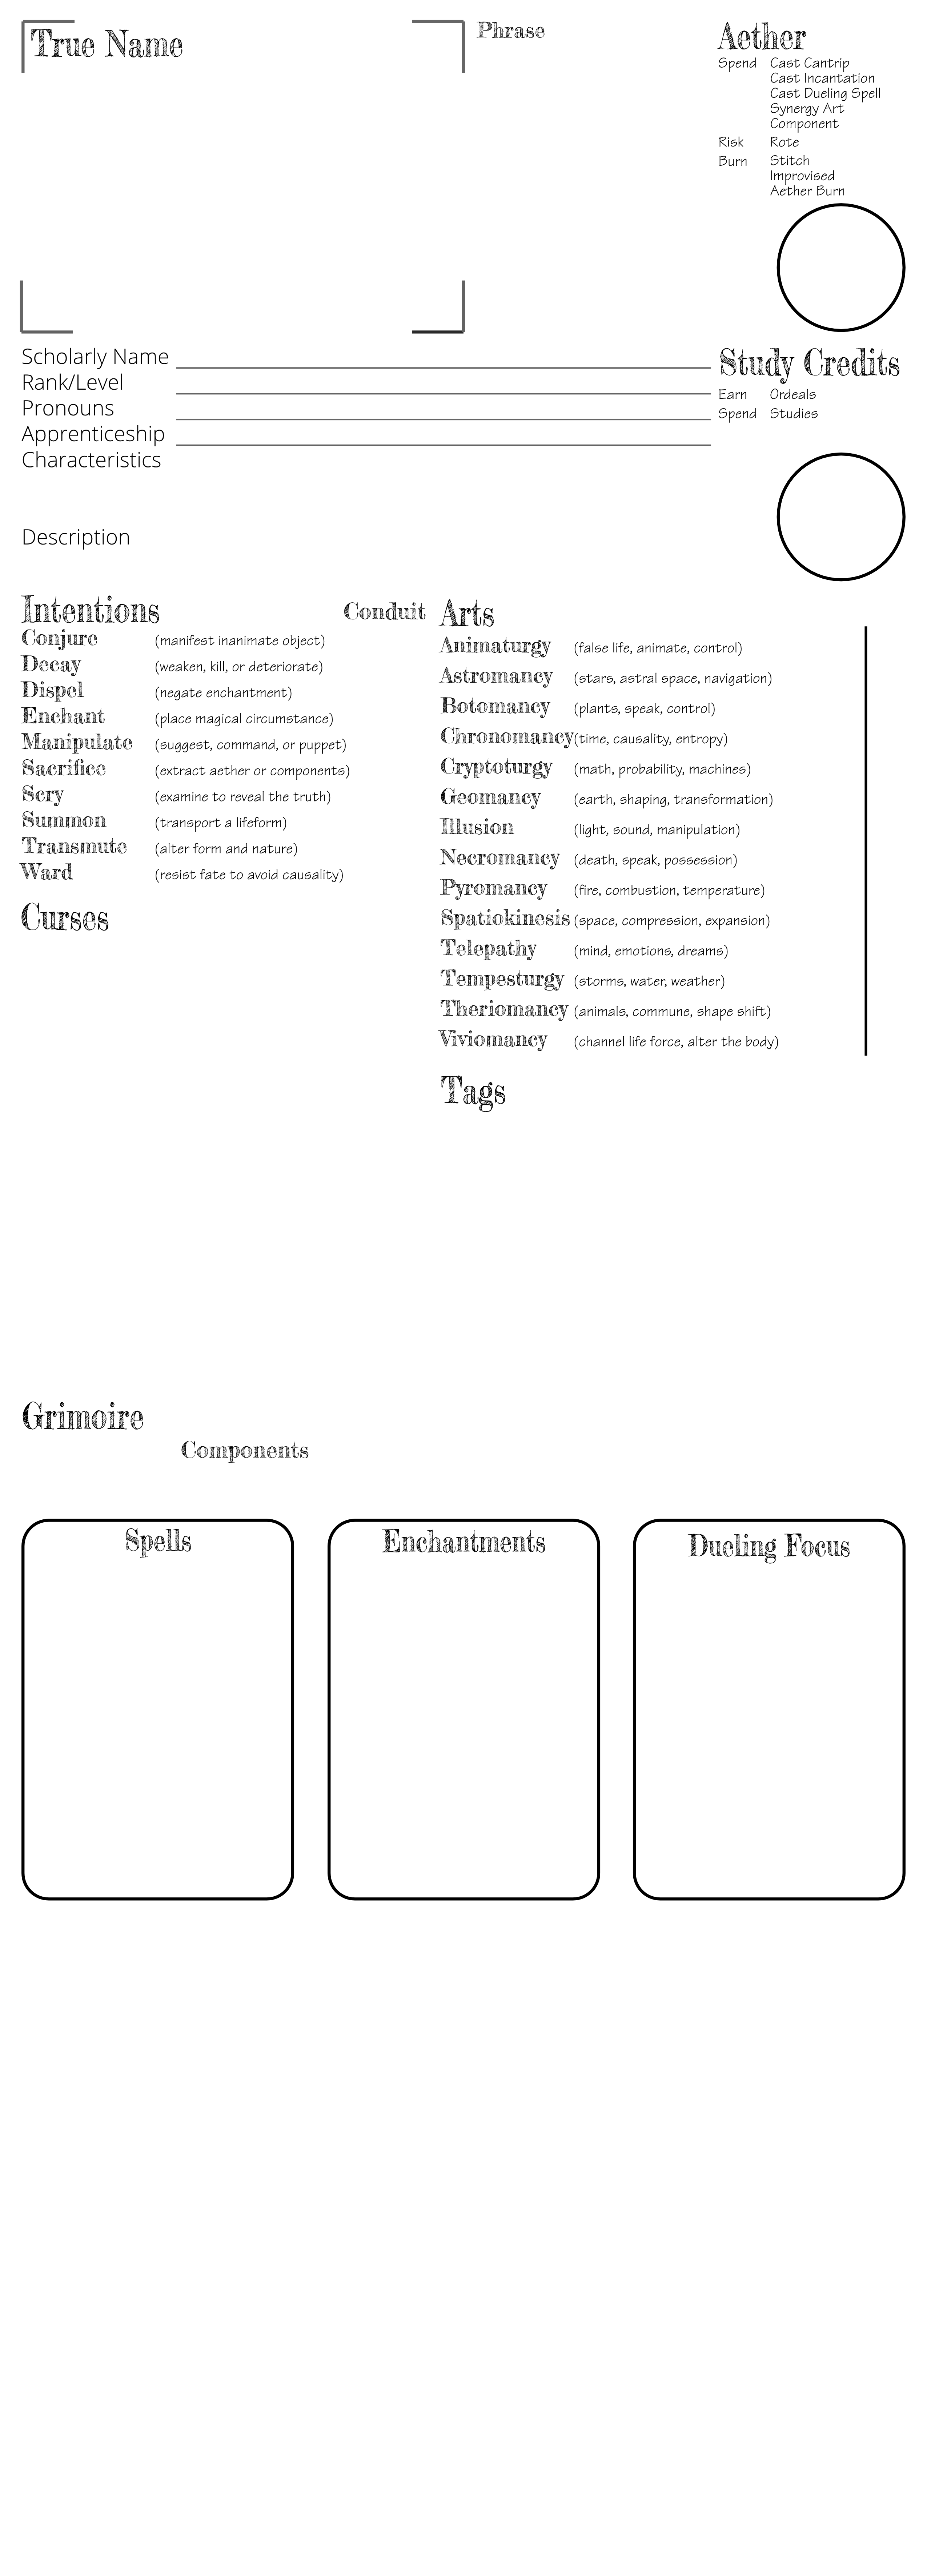 True Name
Phrase
Aether
Spend Cast Cantrip
Cast Incantation
Cast Dueling Spell
Synergy Art
Component
Risk Rote
Burn Stitch
Improvised
Aether Burn
Scholarly Name
Rank/Level
Pronouns
Apprenticeship
Characteristics
Description
Study Credits
Earn Ordeals
Spend Studies
Intentions Conduit
Conjure (manifest inanimate object)
Decay (weaken, kill, or deteriorate)
Dispel (negate enchantment)
Enchant (place magical circumstance)
Manipulate (suggest, command, or puppet)
Sacrifice (extract aether or components)
Scry (examine to reveal the truth)
Summon (transport a lifeform)
Transmute (alter form and nature)
Ward (resist fate to avoid causality)
Curses
Arts
Animaturgy (false life, animate, control)
Astromancy (stars, astral space, navigation)
Botomancy (plants, speak, control)
Chronomancy (time, causality, entropy)
Cryptoturgy (math, probability, machines)
Geomancy (earth, shaping, transformation)
Illusion (light, sound, manipulation)
Necromancy (death, speak, possession)
Pyromancy (fire, combustion, temperature)
Spatiokinesis (space, compression, expansion)
Telepathy (mind, emotions, dreams)
Tempesturgy (storms, water, weather)
Theriomancy (animals, commune, shape shift)
Viviomancy (channel life force, alter the body)
Tags
Grimoire
Components
Spells
Enchantments
Dueling Focus